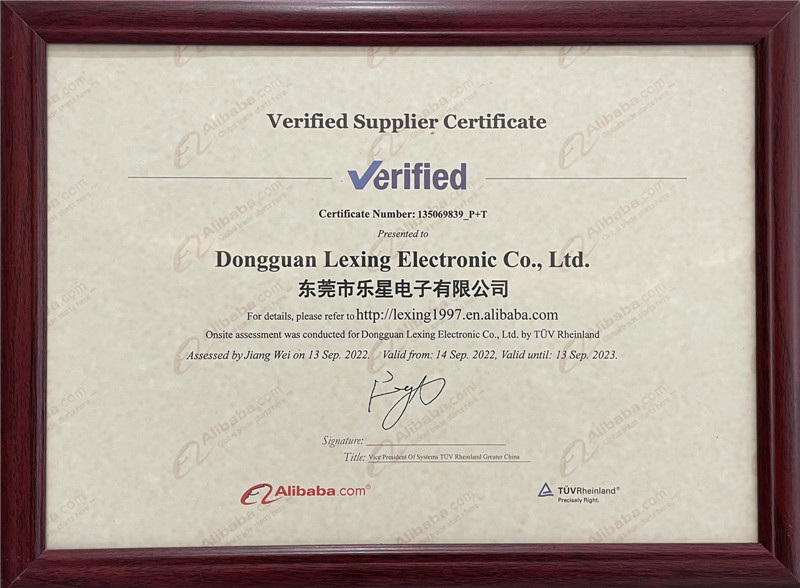 Verified Supplier Certificate
Verified
Certificate Number: 135069839_P+T
Presented to
Dongguan Lexing Electronic Co., Ltd.
东莞市乐星电子有限公司
For details, please refer to http://lexing1997.en.alibaba.com
Onsite assessment was conducted for Dongguan Lexing Electronic Co., Ltd. by TÜV Rheinland
Assessed by Jiang Wei on 13 Sep. 2022. Valid from: 14 Sep. 2022, Valid until: 13 Sep. 2023.
Signature:
Title: Vice President Of Systems TÜV Rheinland Greater China
Alibaba.com®
TÜVRheinland®
Precisely Right.